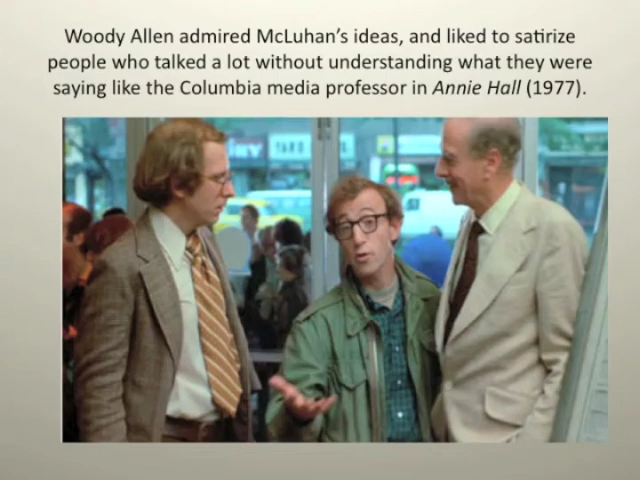 Woody Allen admired McLuhan’s ideas, and liked to satirize
people who talked a lot without understanding what they were
saying like the Columbia media professor in Annie Hall (1977).